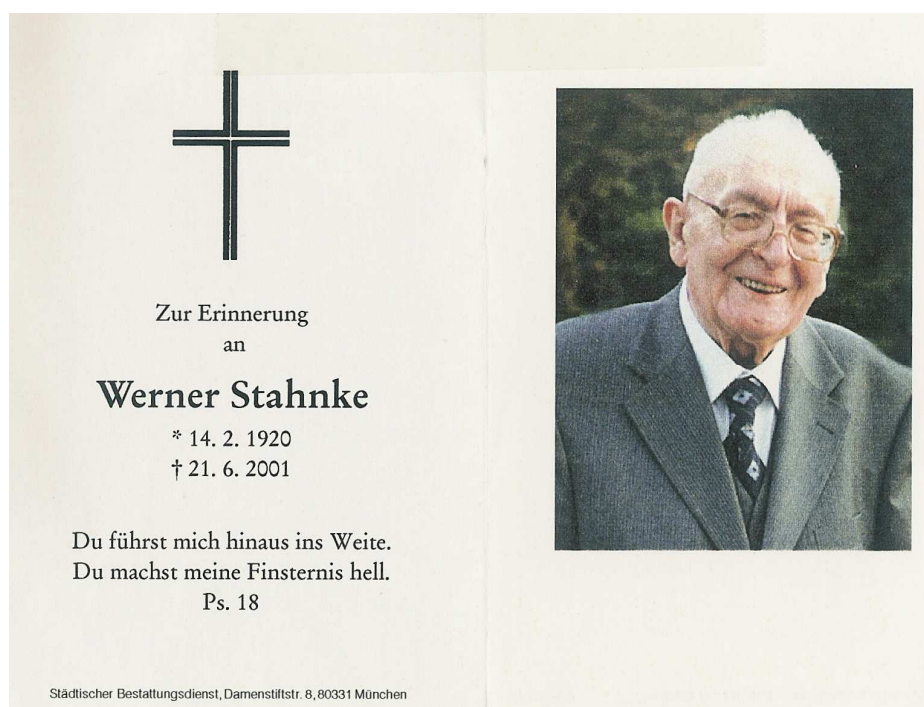 Zur Erinnerung
an
Werner Stahnke
* 14. 2. 1920
† 21. 6. 2001
Du führst mich hinaus ins Weite.
Du machst meine Finsternis hell.
Ps. 18
Städtischer Bestattungsdienst, Damenstiftstr. 8, 80331 München